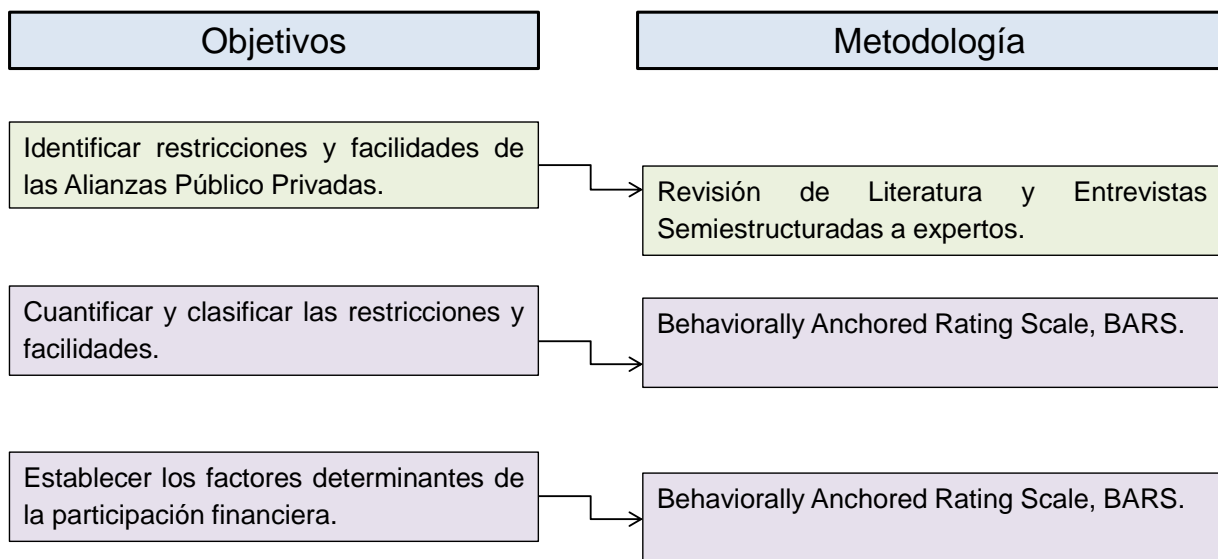 Objetivos
Metodología
Identificar restricciones y facilidades de
las Alianzas Público Privadas.
Revisión de Literatura y Entrevistas
Semiestructuradas a expertos.
Cuantificar y clasificar las restricciones y
facilidades.
Behaviorally Anchored Rating Scale, BARS.
Establecer los factores determinantes de
la participación financiera.
Behaviorally Anchored Rating Scale, BARS.